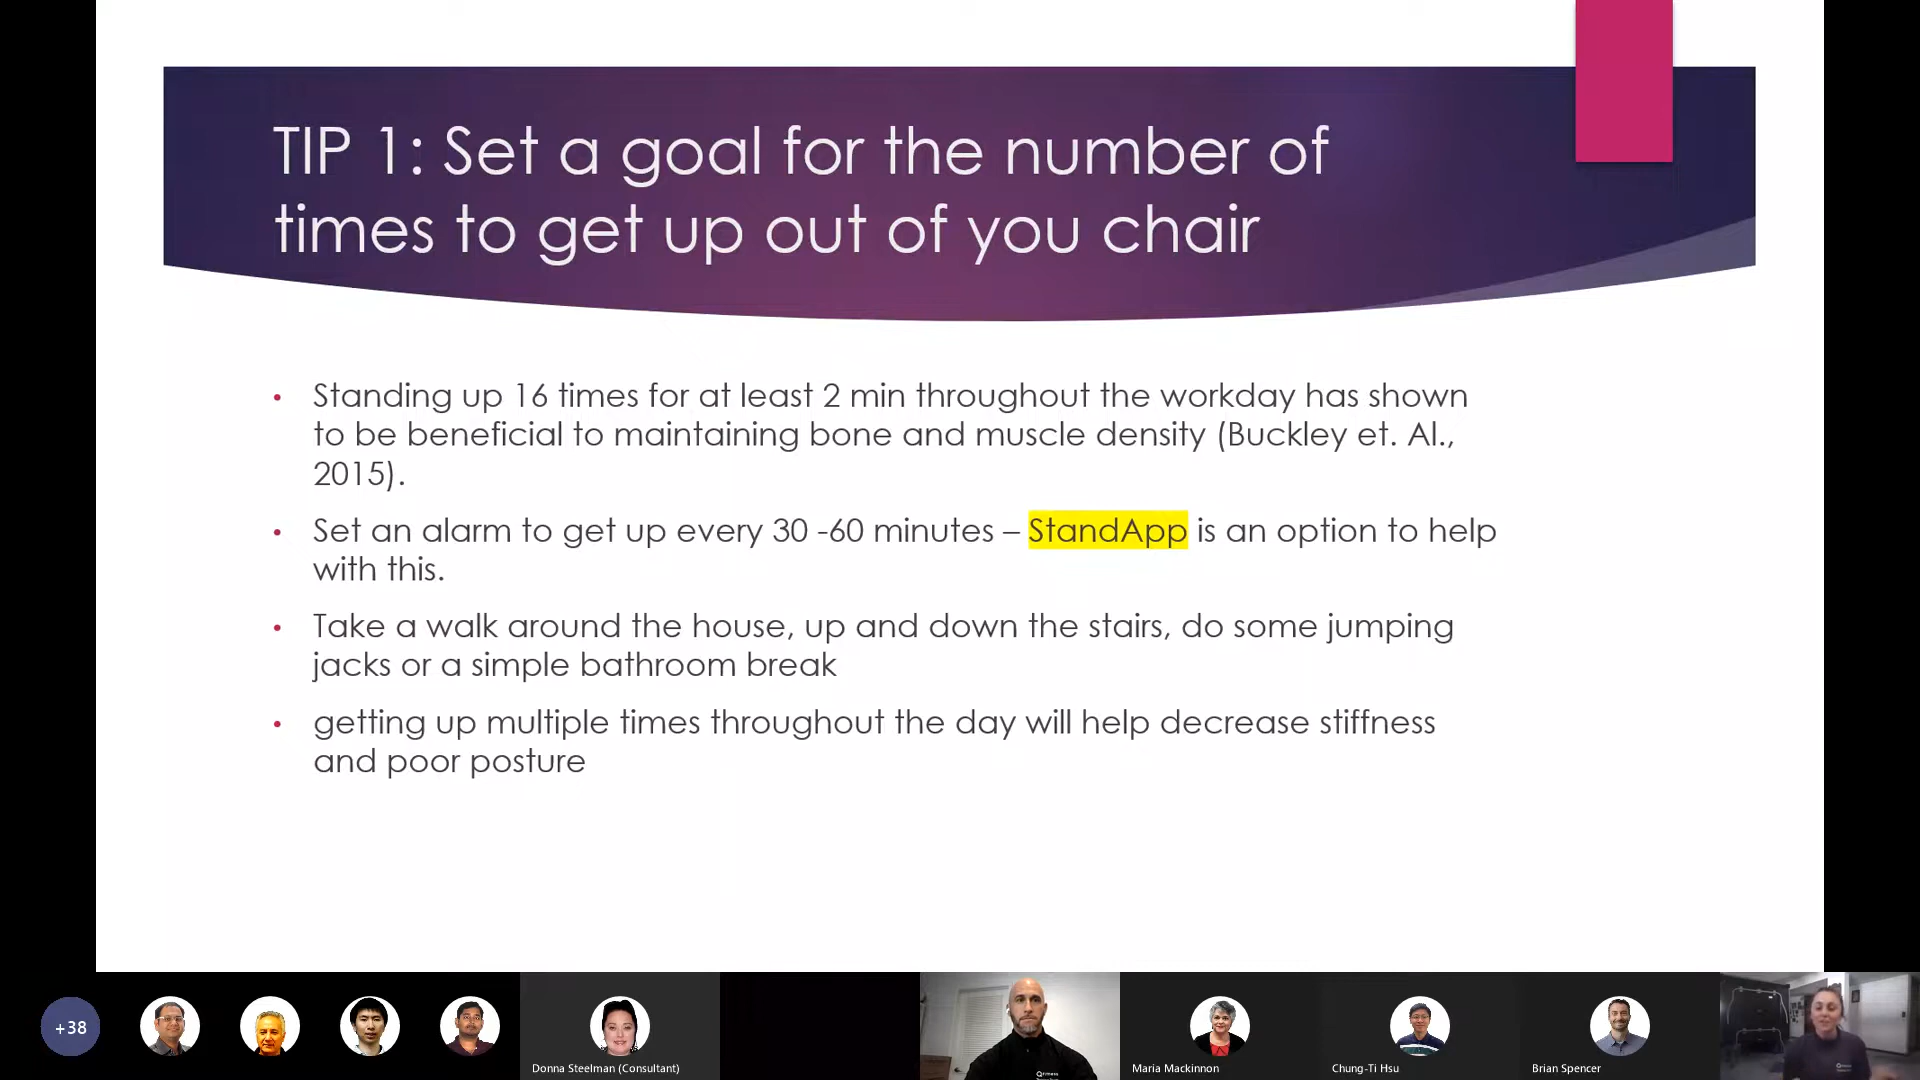 TIP 1: Set a goal for the number of
times to get up out of you chair
• Standing up 16 times for at least 2 min throughout the workday has shown
to be beneficial to maintaining bone and muscle density (Buckley et. Al.,
2015).
• Set an alarm to get up every 30 -60 minutes – StandApp is an option to help
with this.
• Take a walk around the house, up and down the stairs, do some jumping
jacks or a simple bathroom break
• getting up multiple times throughout the day will help decrease stiffness
and poor posture
+38
Donna Steelman (Consultant)
Maria Mackinnon
Chung-Ti Hsu
Brian Spencer